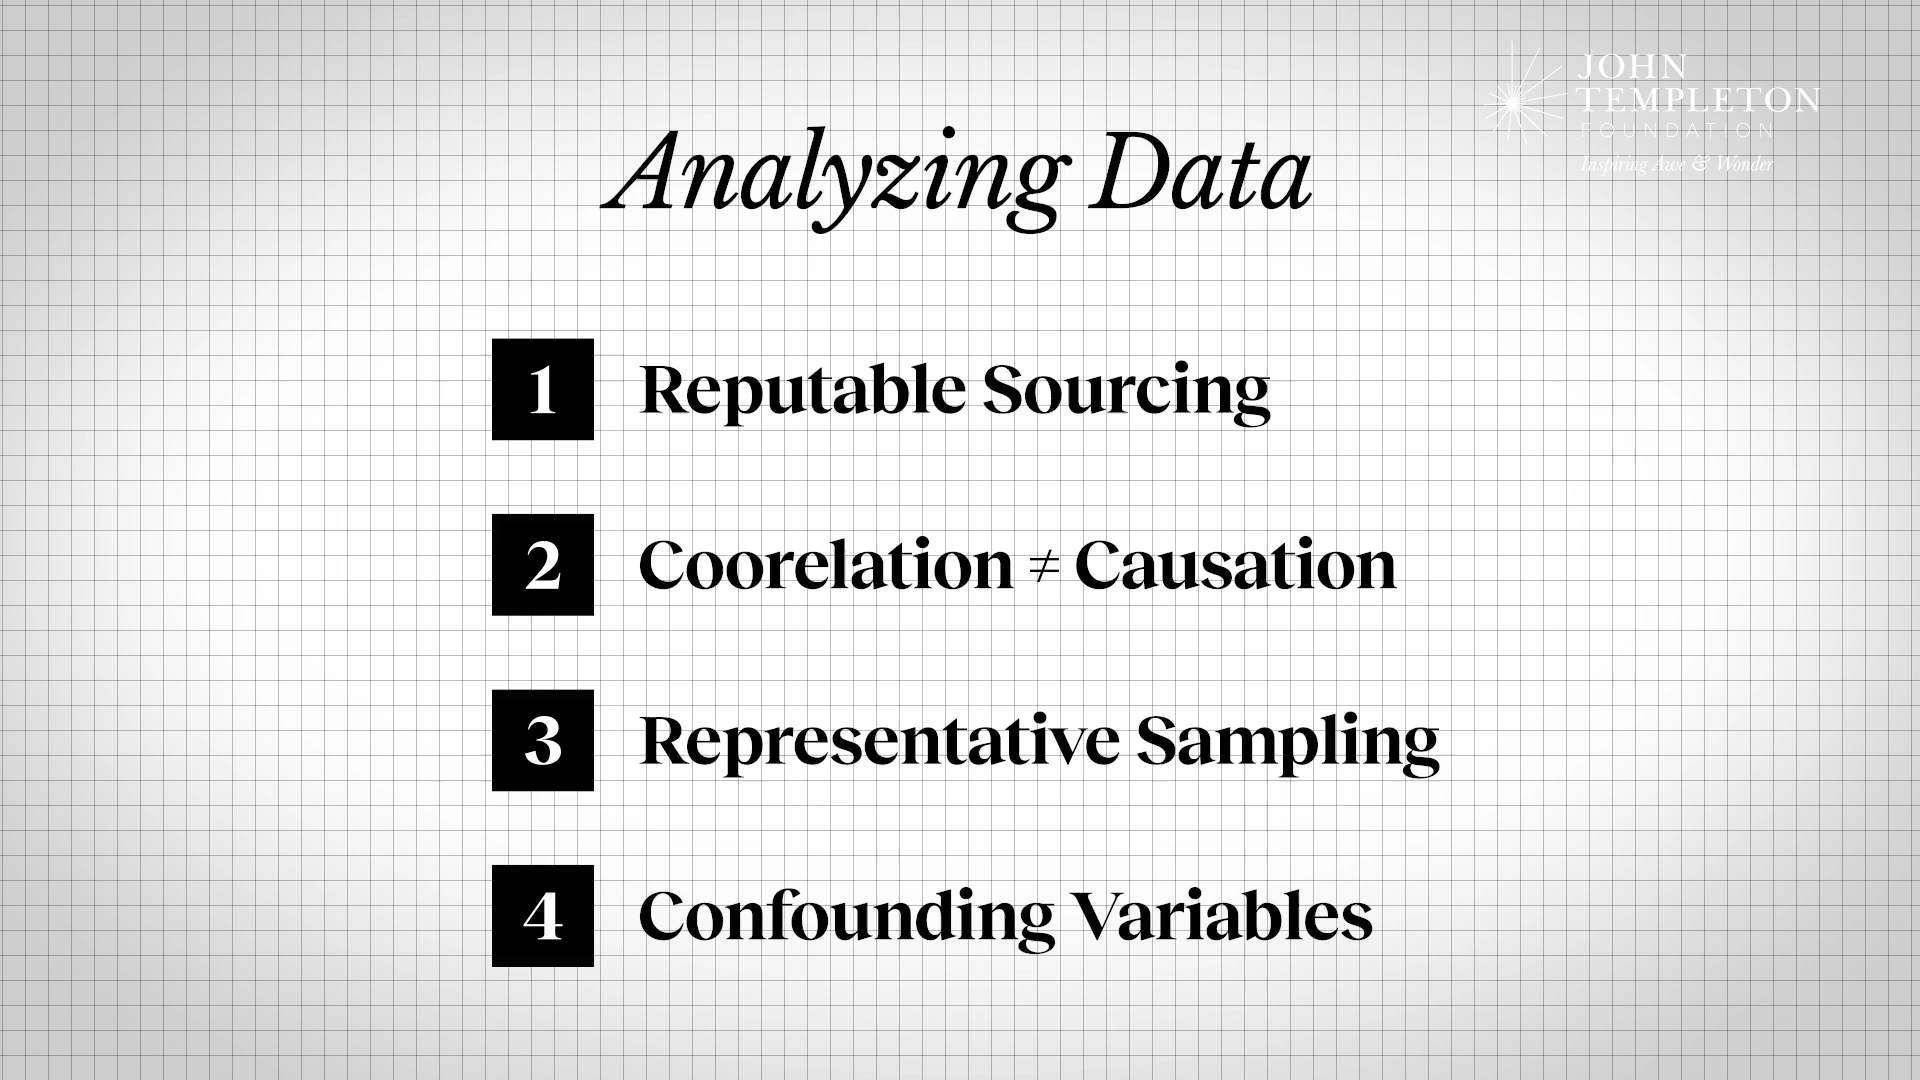 JOHN
TEMPLETON
FOUNDATION
Inspiring Awe & Wonder
Analyzing Data
1 Reputable Sourcing
2 Coorelation ≠ Causation
3 Representative Sampling
4 Confounding Variables